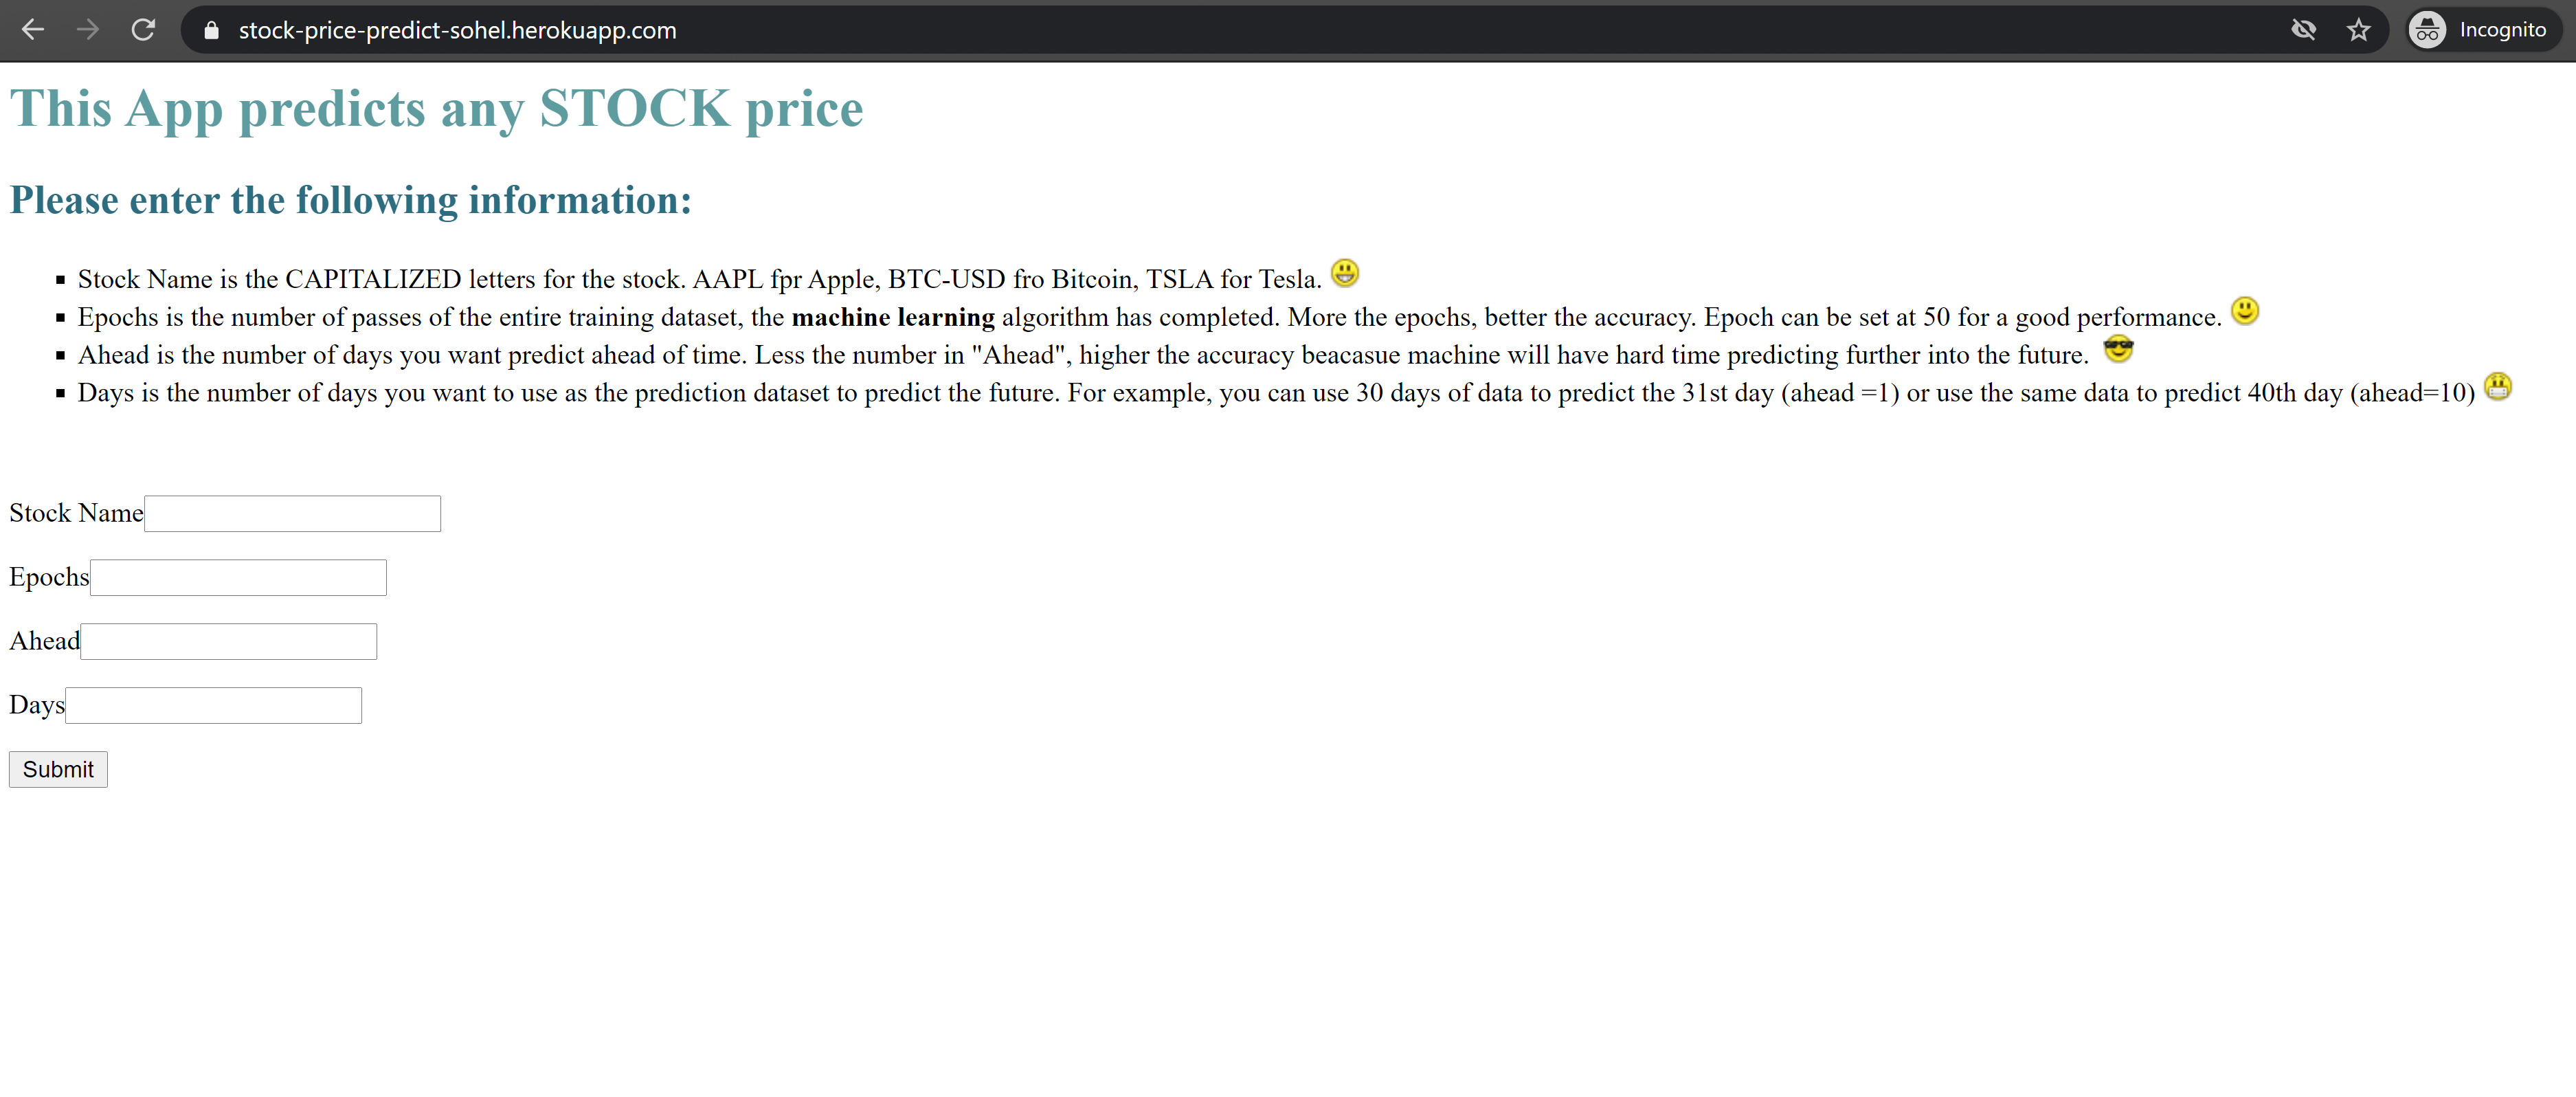 stock-price-predict-sohel.herokuapp.com
Incognito
This App predicts any STOCK price
Please enter the following information:
Stock Name is the CAPITALIZED letters for the stock. AAPL fpr Apple, BTC-USD fro Bitcoin, TSLA for Tesla.
Epochs is the number of passes of the entire training dataset, the machine learning algorithm has completed. More the epochs, better the accuracy. Epoch can be set at 50 for a good performance.
Ahead is the number of days you want predict ahead of time. Less the number in "Ahead", higher the accuracy beacasue machine will have hard time predicting further into the future.
Days is the number of days you want to use as the prediction dataset to predict the future. For example, you can use 30 days of data to predict the 31st day (ahead =1) or use the same data to predict 40th day (ahead=10)
Stock Name
Epochs
Ahead
Days
Submit